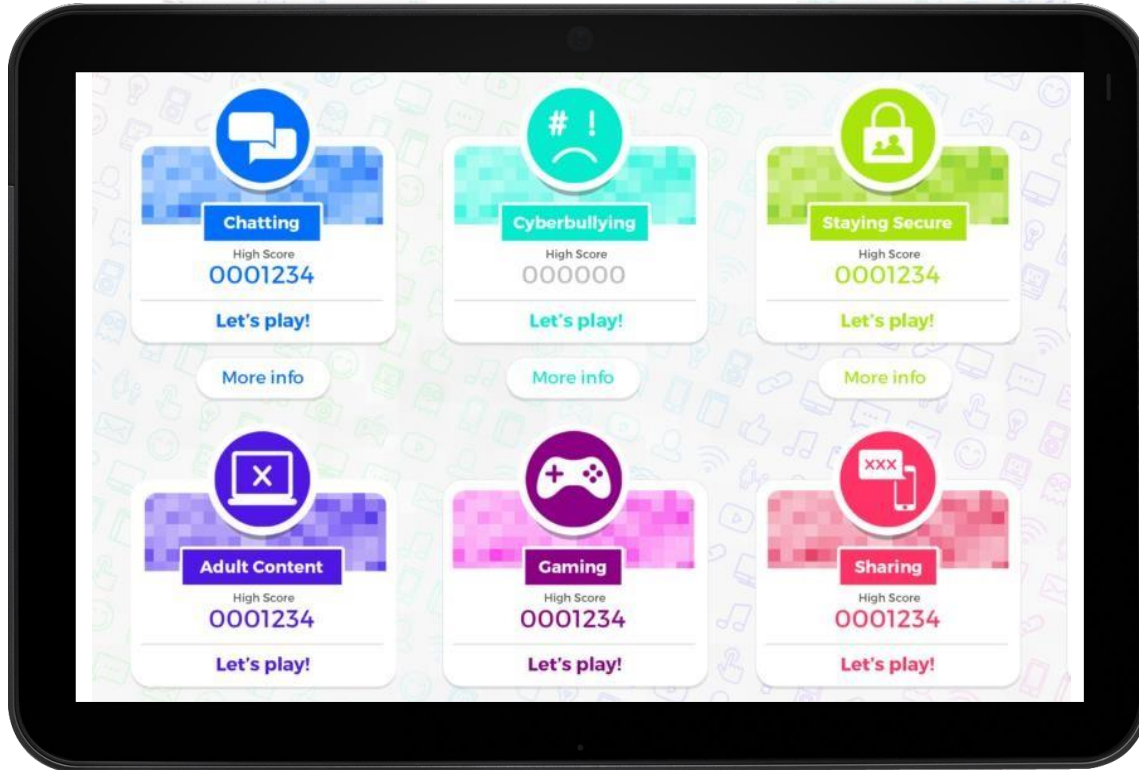 # !
Chatting
High Score
0001234
Let's play!
More info
Cyberbullying
High Score
000000
Let's play!
More info
Staying Secure
High Score
0001234
Let's play!
More info
X
Adult Content
High Score
0001234
Let's play!
Gaming
High Score
0001234
Let's play!
XXX
Sharing
High Score
0001234
Let's play!